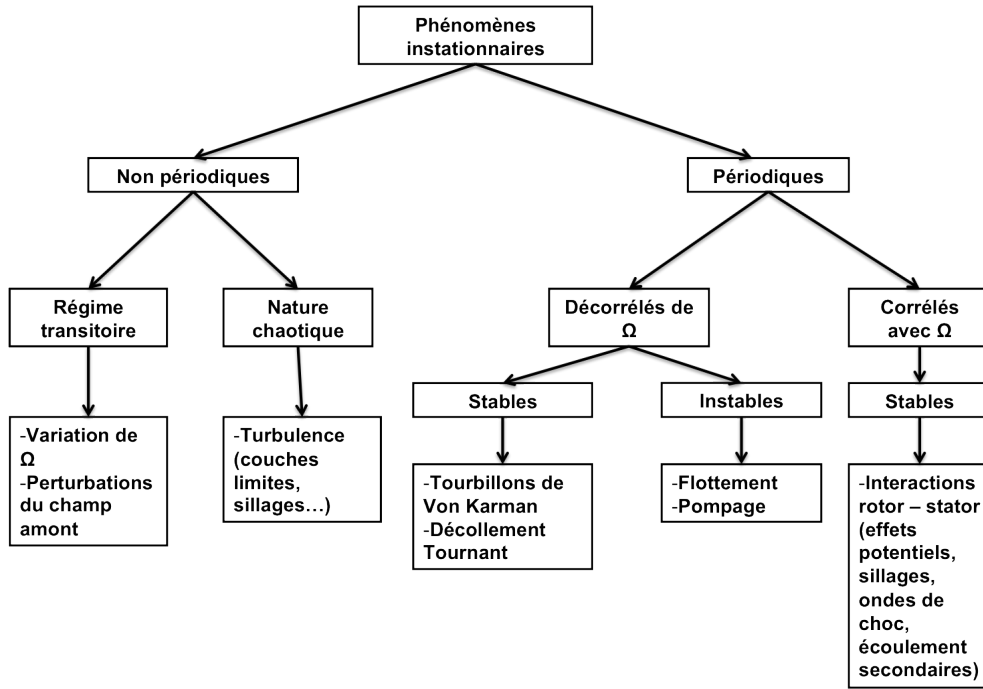 Phénomènes
instationnaires
Non périodiques
Périodiques
Régime
transitoire
Nature
chaotique
Décorrélés de
Ω
Corrélés
avec Ω
Stables
Instables
Stables
-Variation de
Ω
-Perturbations
du champ
amont
-Turbulence
(couches
limites,
sillages…)
-Tourbillons de
Von Karman
-Décollement
Tournant
-Flottement
-Pompage
-Interactions
rotor – stator
(effets
potentiels,
sillages,
ondes de
choc,
écoulement
secondaires)